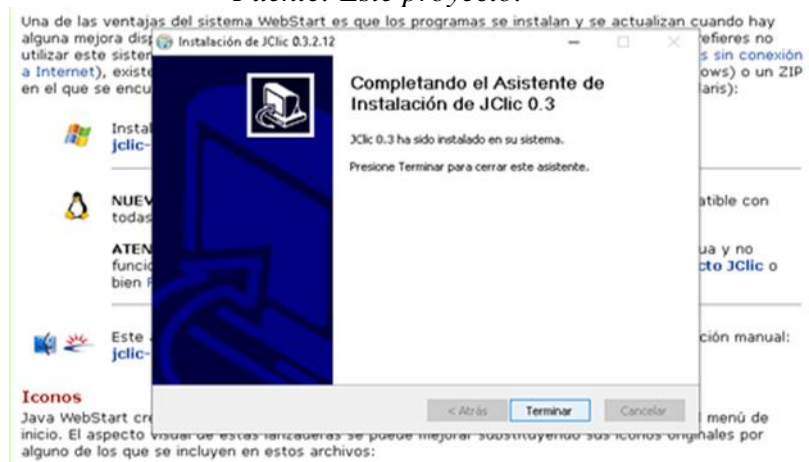 Fuente: Este proyecto.
Una de las ventajas del sistema WebStart es que los programas se instalan y se actualizan cuando hay
alguna mejora disp
refieres no
utilizar este sister
s sin conexión
a Internet), existe
ows) o un ZIP
en el que se encu
laris):
Instalación de JClic 0.3.2.12
Completando el Asistente de
Instalación de JClic 0.3
JClic 0.3 ha sido instalado en su sistema.
Presione Terminar para cerrar este asistente.
Instal
jclic-
NUEV
atible con
todas
ATEN
ua y no
funcio
cto JClic o
bien
Este
ción manual:
jclic-
< Atrás
Terminar
Cancelar
Iconos
Java WebStart cre
l menú de
inicio. El aspecto visual de estas lanzaderas se puede mejorar substituyendo sus iconos originales por
alguno de los que se incluyen en estos archivos: